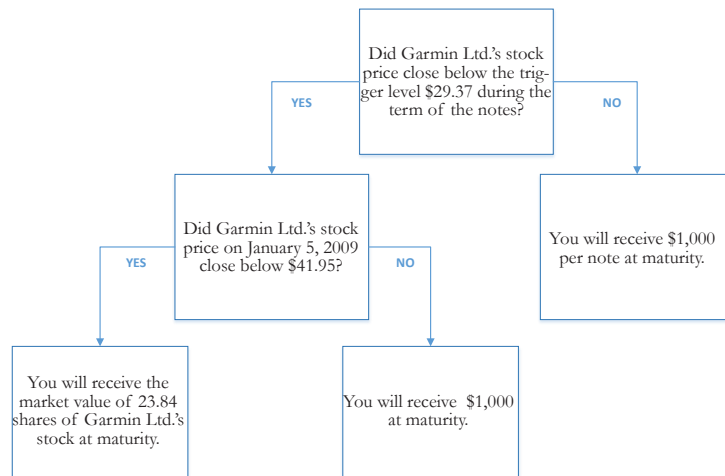 Did Garmin Ltd.'s stock
price close below the trig-
ger level $29.37 during the
term of the notes?
YES
NO
Did Garmin Ltd.'s stock
price on January 5, 2009
close below $41.95?
You will receive $1,000
per note at maturity.
YES
NO
You will receive the
market value of 23.84
shares of Garmin Ltd.'s
stock at maturity.
You will receive $1,000
at maturity.